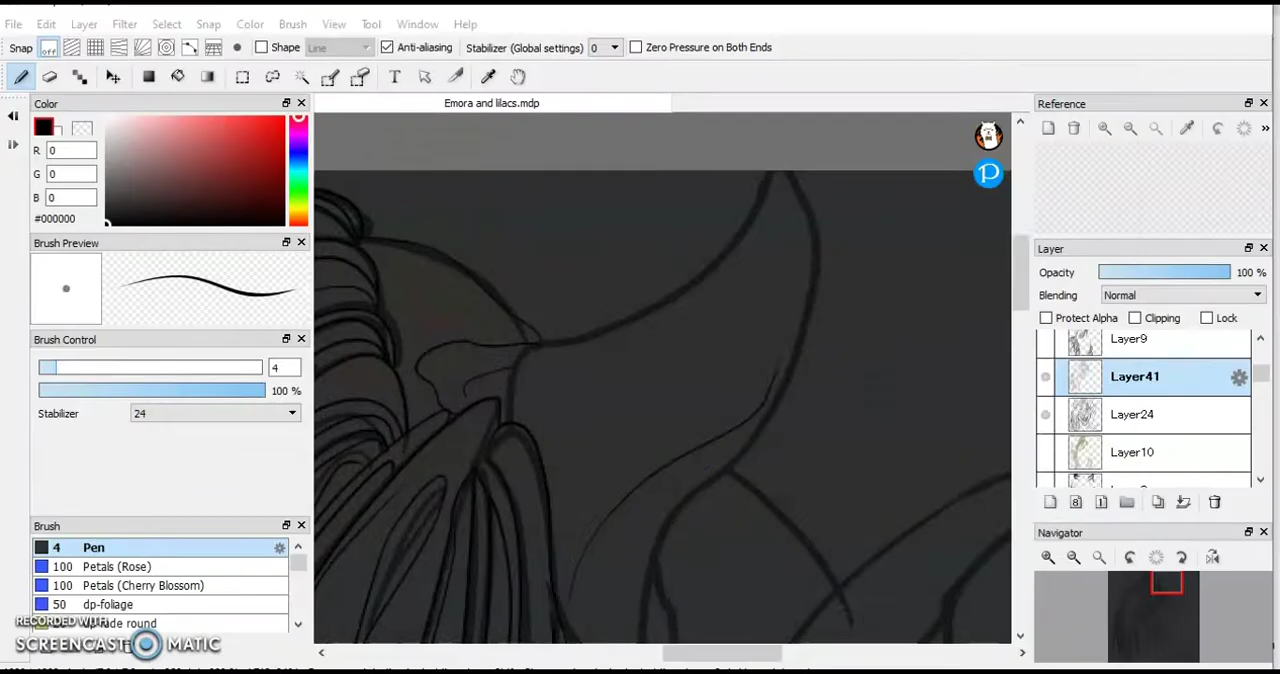 File Edit Layer Filter Select Snap Color Brush View Tool Window Help
Snap off Shape Line Anti-aliasing Stabilizer (Global settings) 0 Zero Pressure on Both Ends
T
Color
Emora and lilacs.mdp
Reference
R 0
G 0
B 0
#000000
Brush Preview
Brush Control
4
100 %
Stabilizer 24
Brush
4 Pen
100 Petals (Rose)
100 Petals (Cherry Blossom)
50 dp-foliage
RECORDED WITH
SCREENCAST MATIC
P
Layer
Opacity 100 %
Blending Normal
Protect Alpha Clipping Lock
Layer9
Layer41
Layer24
Layer10
8 1
Navigator